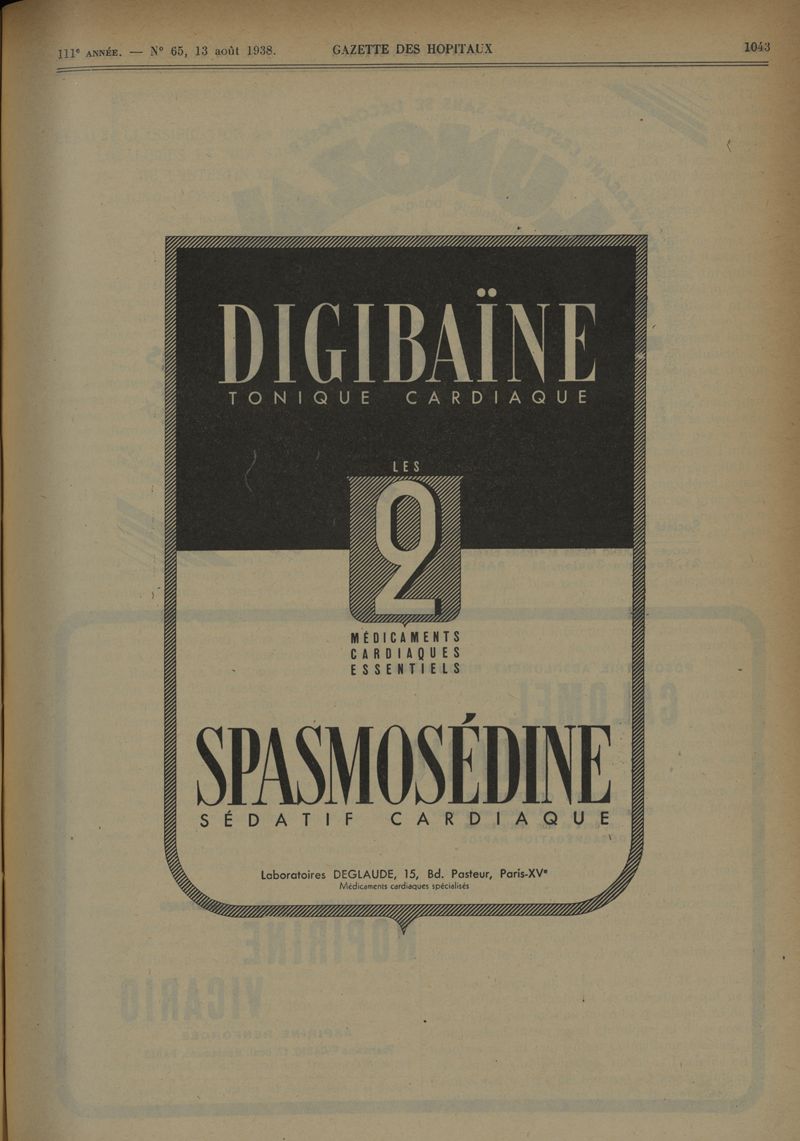 111e ANNÉE. — N° 65, 13 août 1938. GAZETTE DES HOPITAUX 1043
DIGIBAÏNE
TONIQUE CARDIAQUE
LES
2
MÉDICAMENTS
CARDIAQUES
ESSENTIELS
SPASMOSÉDINE
SÉDATIF CARDIAQUE
Laboratoires DEGLAUDE, 15, Bd. Pasteur, Paris-XVe
Médicaments cardiaques spécialisés